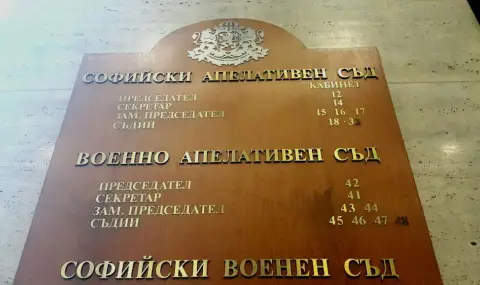 СОФИЙСКИ АПЕЛАТИВЕН СЪД
КАБИНЕТ
ПРЕДСЕДАТЕЛ 12
СЕКРЕТАР 14
ЗАМ. ПРЕДСЕДАТЕЛ 15 16 17
СЪДИИ 18 - 33
ВОЕННО АПЕЛАТИВЕН СЪД
ПРЕДСЕДАТЕЛ 42
СЕКРЕТАР 41
ЗАМ. ПРЕДСЕДАТЕЛ 43 44
СЪДИИ 45 46 47
СОФИЙСКИ ВОЕНЕН СЪД